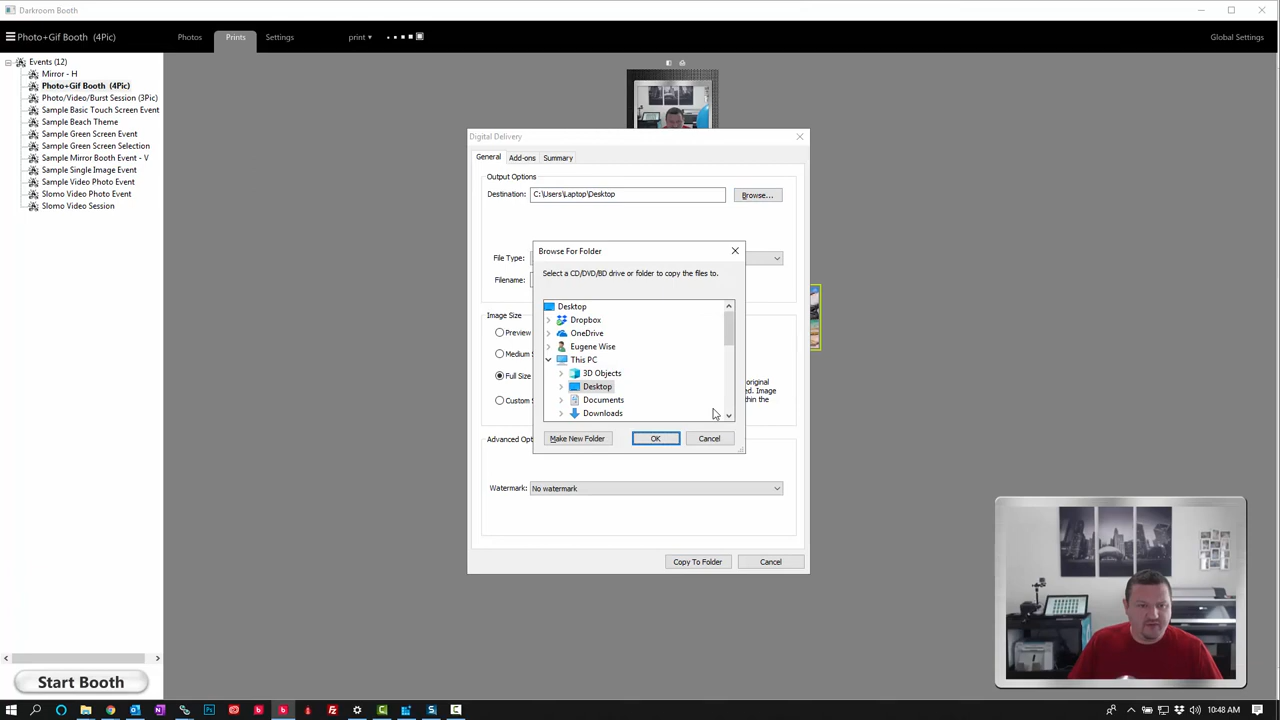 Darkroom Booth
Photo+Gif Booth (4Pic)
Photos
Prints
Settings
print
Global Settings
Events (12)
Mirror - H
Photo+Gif Booth (4Pic)
Photo/Video/Burst Session (3Pic)
Sample Basic Touch Screen Event
Sample Beach Theme
Sample Green Screen Event
Sample Green Screen Selection
Sample Mirror Booth Event - V
Sample Single Image Event
Sample Video Photo Event
Slomo Video Photo Event
Slomo Video Session
Start Booth
Digital Delivery
General
Add-ons
Summary
Output Options
Destination: C:\Users\Laptop\Desktop
Browse...
File Type:
Filename:
Image Size
Preview
Medium
Full Size
Custom
original
ed. Image
within the
Advanced Opt
Watermark: No watermark
Copy To Folder
Cancel
Browse For Folder
Select a CD/DVD/BD drive or folder to copy the files to.
Desktop
Dropbox
OneDrive
Eugene Wise
This PC
3D Objects
Desktop
Documents
Downloads
Make New Folder
OK
Cancel
10:48 AM